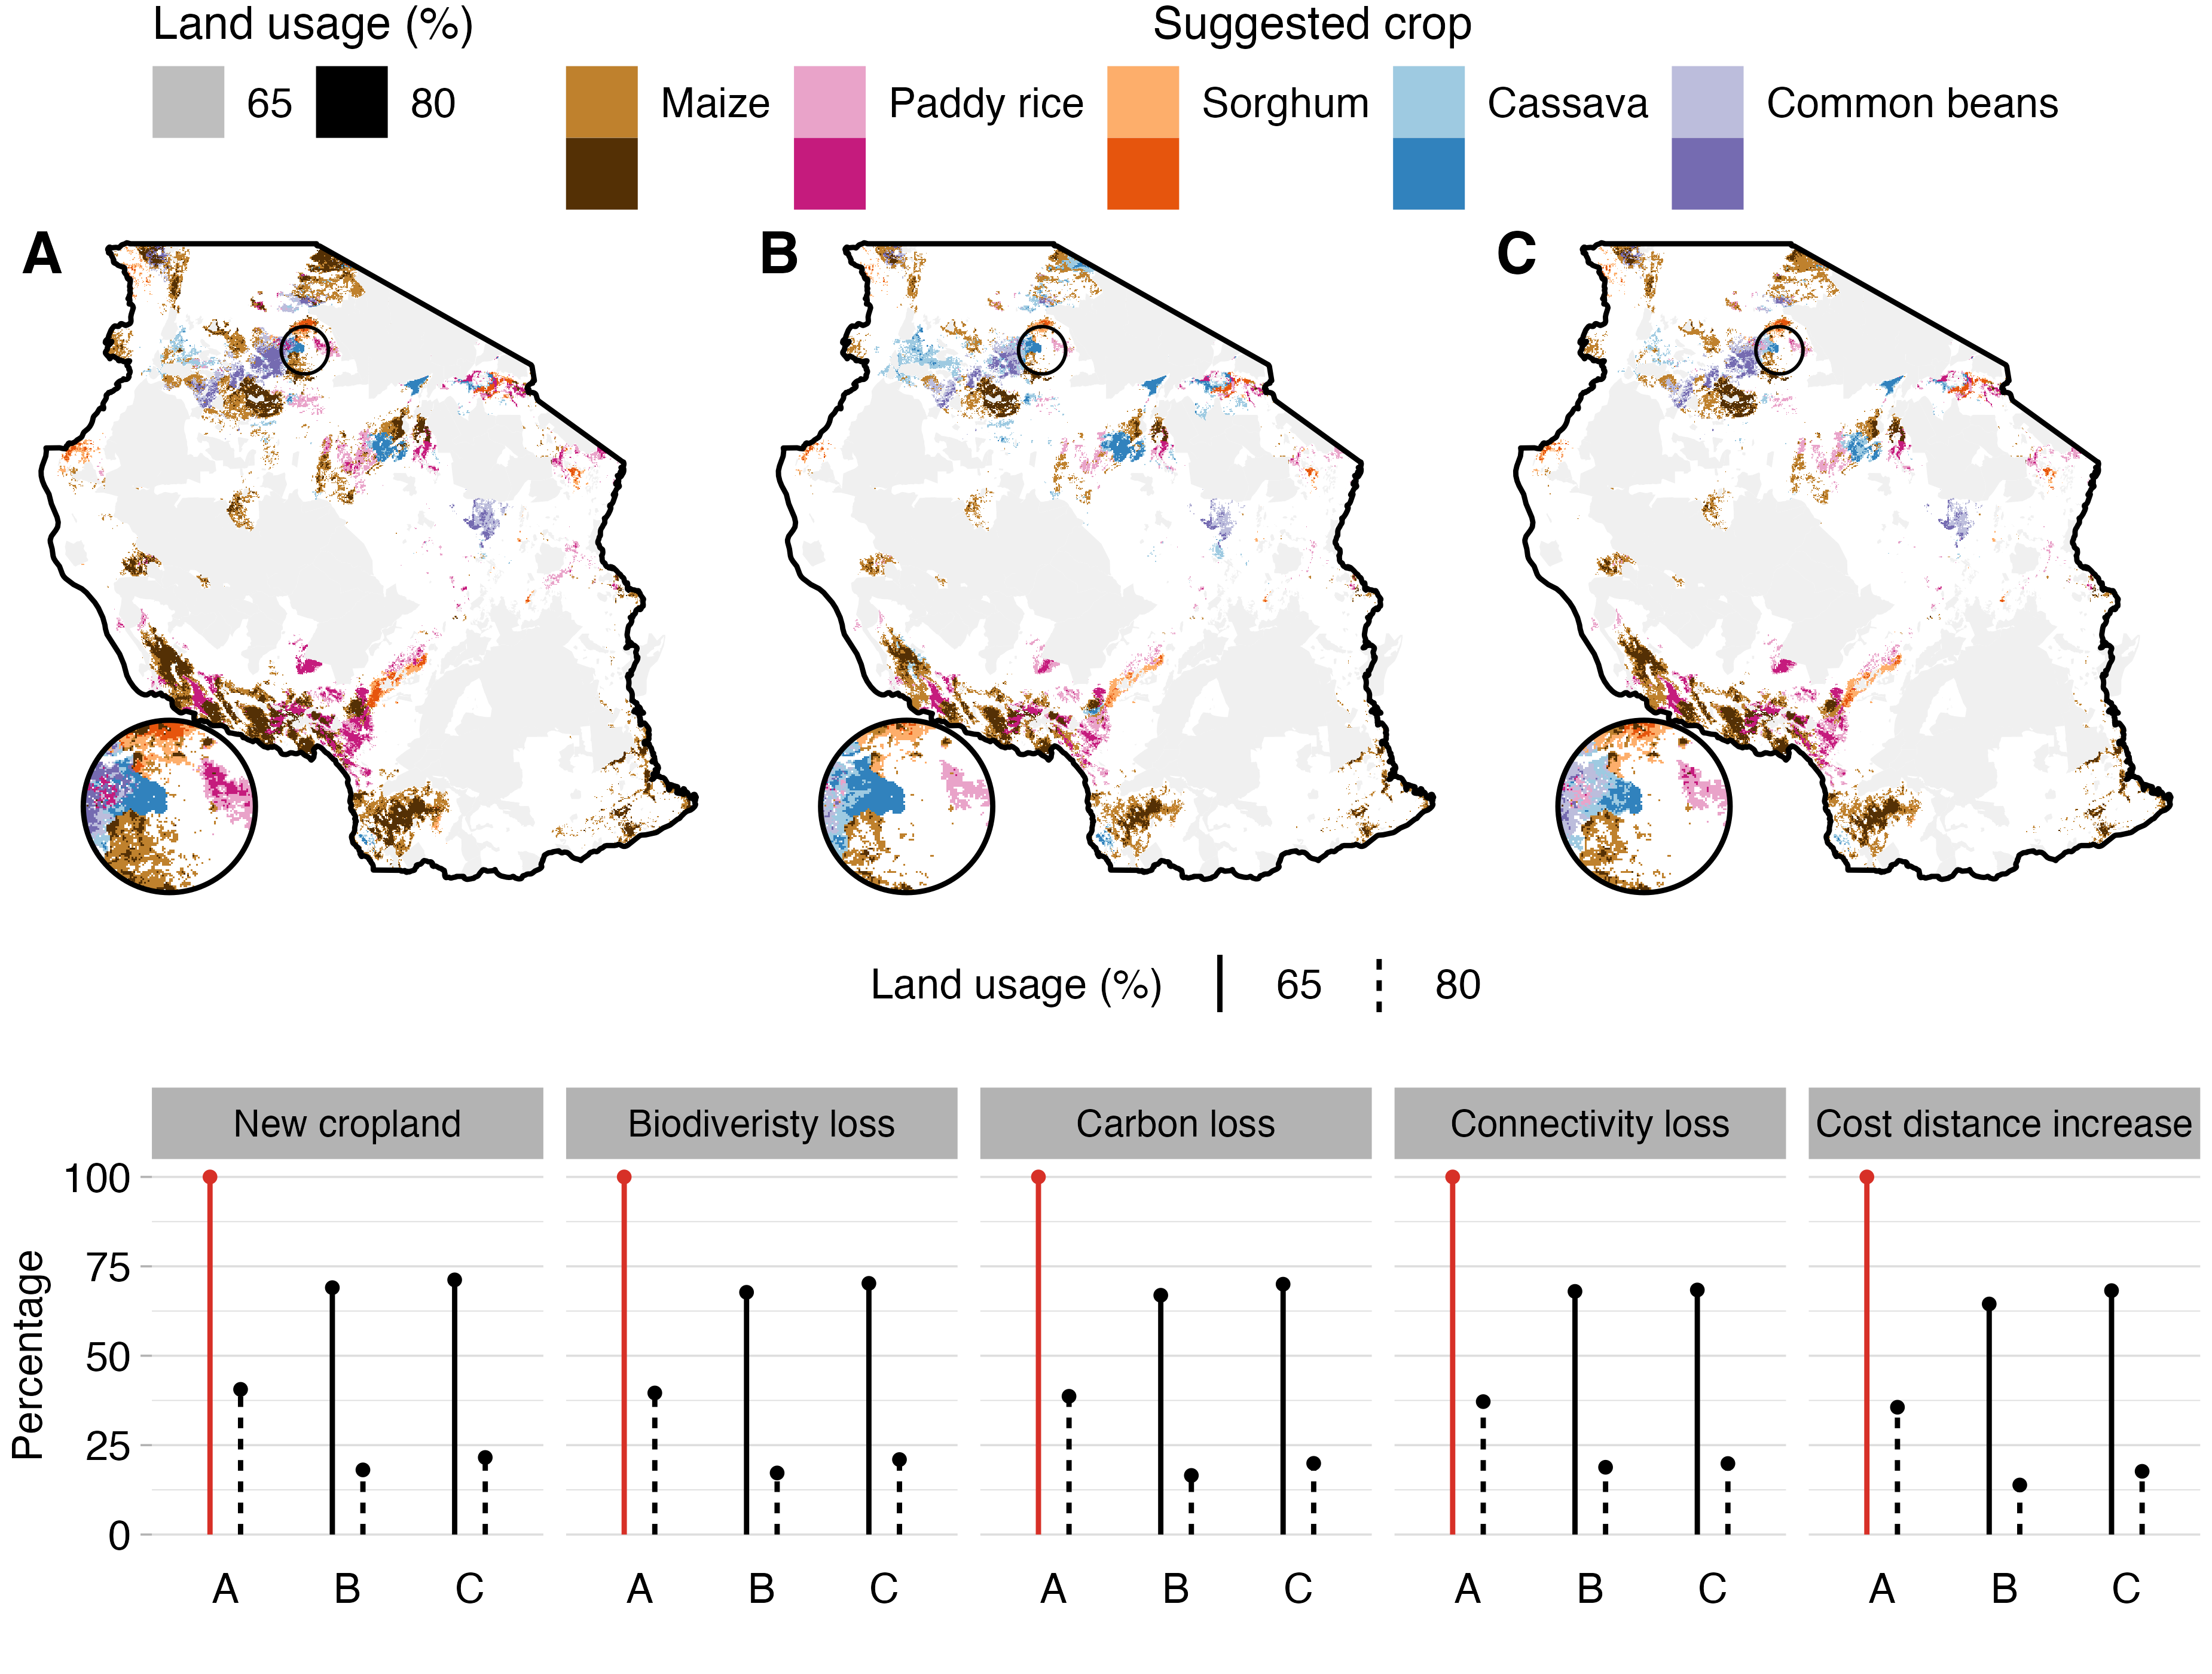 Land usage (%)
Suggested crop
65 80 Maize Paddy rice Sorghum Cassava Common beans
A B C
Land usage (%) 65 80
New cropland Biodiveristy loss Carbon loss Connectivity loss Cost distance increase
Percentage
100
75
50
25
0
A B C A B C A B C A B C A B C